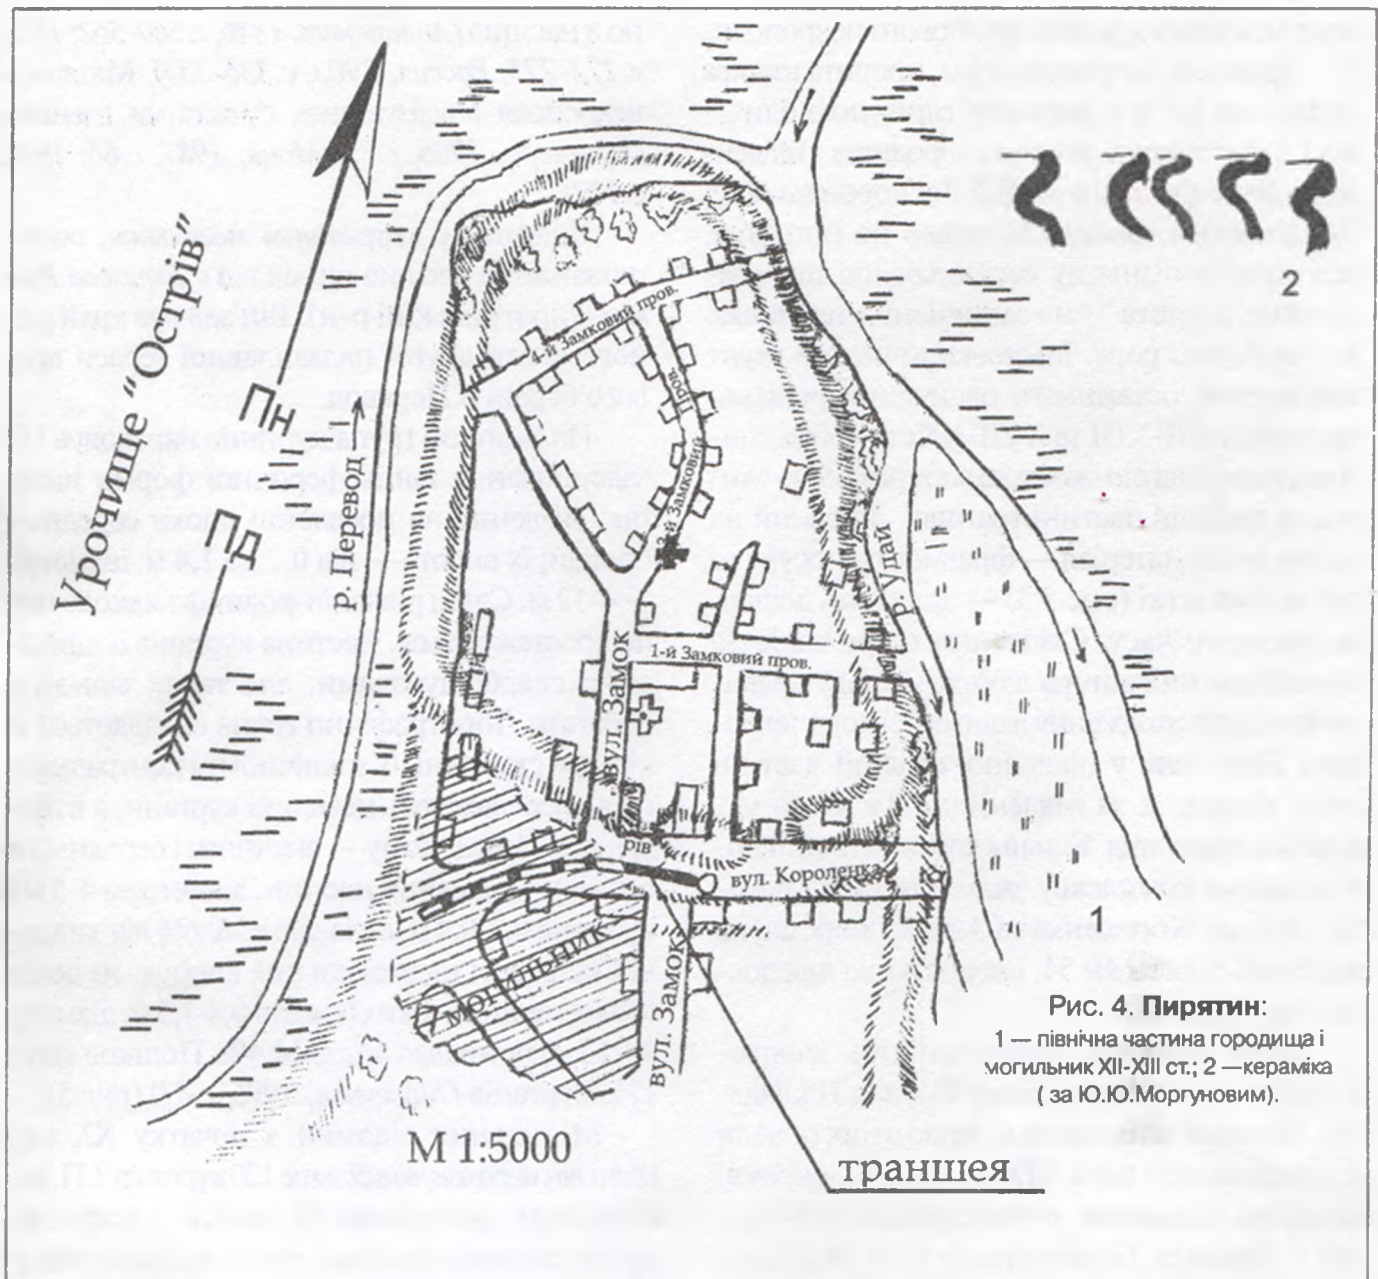 Урочище "Острів"
ПН
ПД
р. Перевод
4-й Замковий пров.
Замковий пров.
1-й Замковий пров.
вул. Замок
р. Удай
рів
вул. Короленка
Могильник
вул. Замок
М 1:5000
траншея
1
2
Рис. 4. Пирятин:
1 — північна частина городища і
могильник XII-XIII ст.; 2 —кераміка
( за Ю.Ю.Моргуновим).